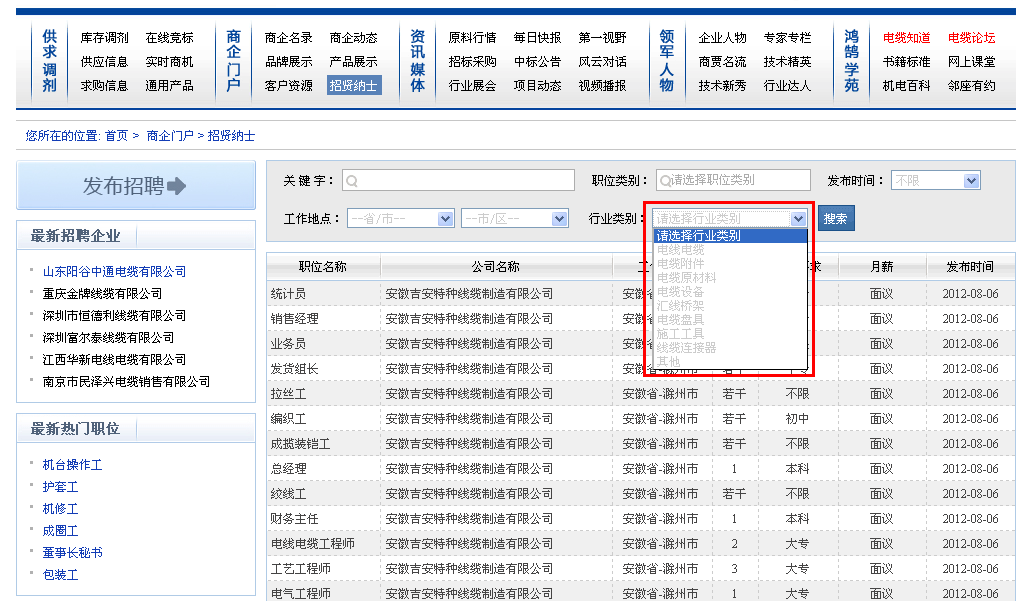 供求调剂 库存调剂 在线竞标 商企门户 商企名录 商企动态 资讯媒体 原料行情 每日快报 第一视野 领军人物 企业人物 专家专栏 鸿鹄学苑 电缆知道 电缆论坛
供应信息 实时商机 品牌展示 产品展示 招标采购 中标公告 风云对话 商贾名流 技术精英 书籍标准 网上课堂
求购信息 通用产品 客户资源 招贤纳士 行业展会 项目动态 视频播报 技术新秀 行业达人 机电百科 邻座有约
您所在的位置: 首页 > 商企门户 > 招贤纳士
发布招聘
最新招聘企业
山东阳谷中通电缆有限公司
重庆金牌线缆有限公司
深圳市恒德利线缆有限公司
深圳富尔泰线缆有限公司
江西华新电线电缆有限公司
南京市民泽兴电缆销售有限公司
最新热门职位
机台操作工
护套工
机修工
成圈工
董事长秘书
包装工
关 键 字： 职位类别： 请选择职位类别 发布时间： 不限
工作地点： --省/市-- --市/区-- 行业类别： 请选择行业类别 搜索
请选择行业类别
电线电缆
电缆附件
电缆原材料
电缆设备
汇线桥架
电缆盘具
施工工具
线缆连接器
其他
职位名称 公司名称 工 求 月薪 发布时间
统计员 安徽吉安特种线缆制造有限公司 安徽 面议 2012-08-06
销售经理 安徽吉安特种线缆制造有限公司 安徽 面议 2012-08-06
业务员 安徽吉安特种线缆制造有限公司 安徽 面议 2012-08-06
发货组长 安徽吉安特种线缆制造有限公司 安徽 面议 2012-08-06
拉丝工 安徽吉安特种线缆制造有限公司 安徽省-滁州市 若干 不限 面议 2012-08-06
编织工 安徽吉安特种线缆制造有限公司 安徽省-滁州市 若干 初中 面议 2012-08-06
成揽装铠工 安徽吉安特种线缆制造有限公司 安徽省-滁州市 若干 不限 面议 2012-08-06
总经理 安徽吉安特种线缆制造有限公司 安徽省-滁州市 1 本科 面议 2012-08-06
绞线工 安徽吉安特种线缆制造有限公司 安徽省-滁州市 若干 不限 面议 2012-08-06
财务主任 安徽吉安特种线缆制造有限公司 安徽省-滁州市 1 本科 面议 2012-08-06
电线电缆工程师 安徽吉安特种线缆制造有限公司 安徽省-滁州市 2 大专 面议 2012-08-06
工艺工程师 安徽吉安特种线缆制造有限公司 安徽省-滁州市 3 大专 面议 2012-08-06
电气工程师 安徽吉安特种线缆制造有限公司 安徽省-滁州市 1 大专 面议 2012-08-06